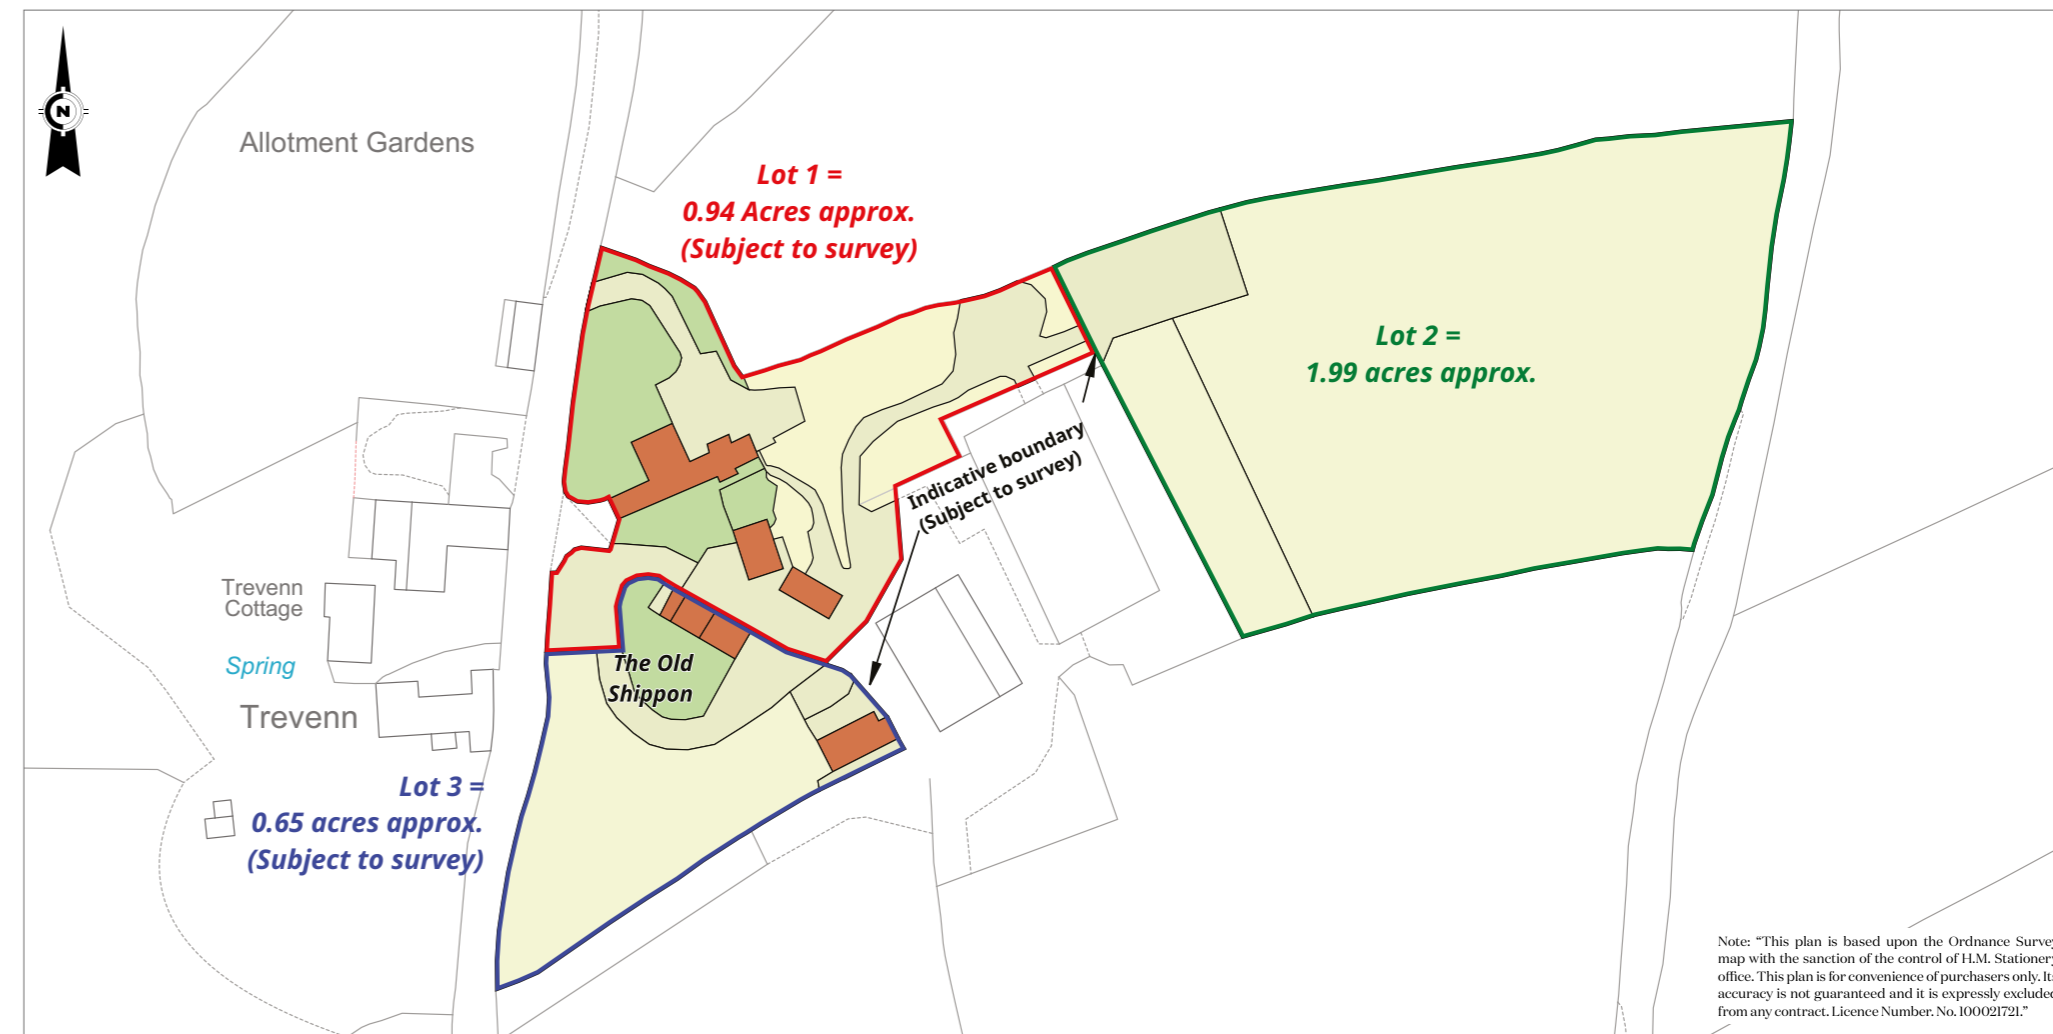 N
Allotment Gardens
Lot 1 =
0.94 Acres approx.
(Subject to survey)
Lot 2 =
1.99 acres approx.
Indicative boundary
(Subject to survey)
Trevenn
Cottage
Spring
Trevenn
The Old
Shippon
Lot 3 =
0.65 acres approx.
(Subject to survey)
Note: “This plan is based upon the Ordnance Survey
map with the sanction of the control of H.M. Stationery
office. This plan is for convenience of purchasers only. Its
accuracy is not guaranteed and it is expressly excluded
from any contract. Licence Number. No. 100021721.”